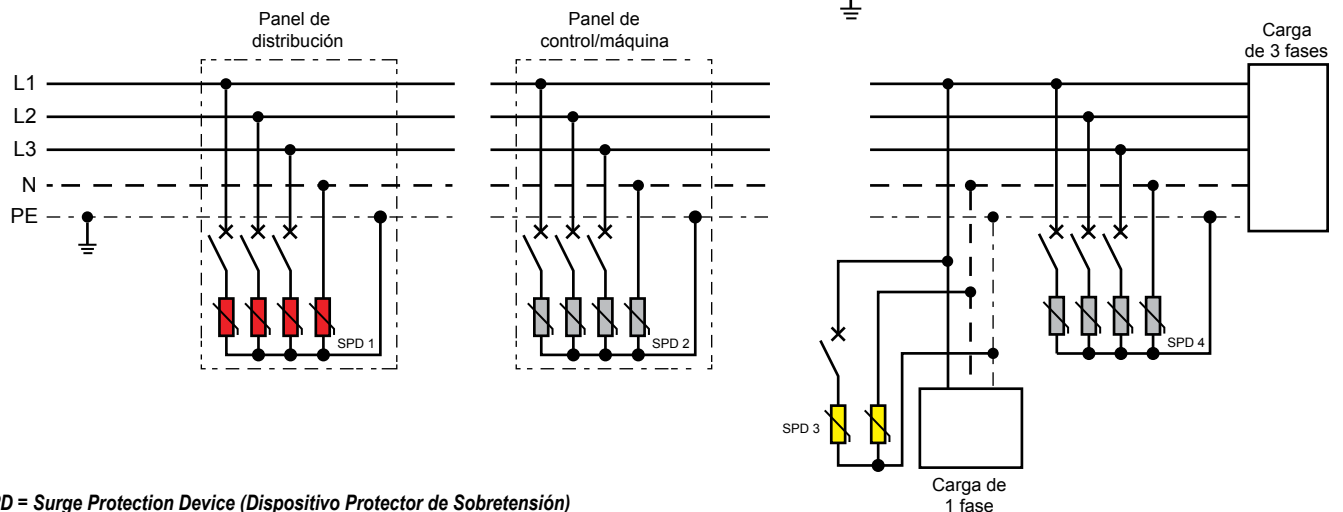 Panel de
distribución
Panel de
control/máquina
Carga
de 3 fases
L1
L2
L3
N
PE
SPD 1
SPD 2
SPD 4
SPD 3
Carga de
1 fase
PD = Surge Protection Device (Dispositivo Protector de Sobretensión)